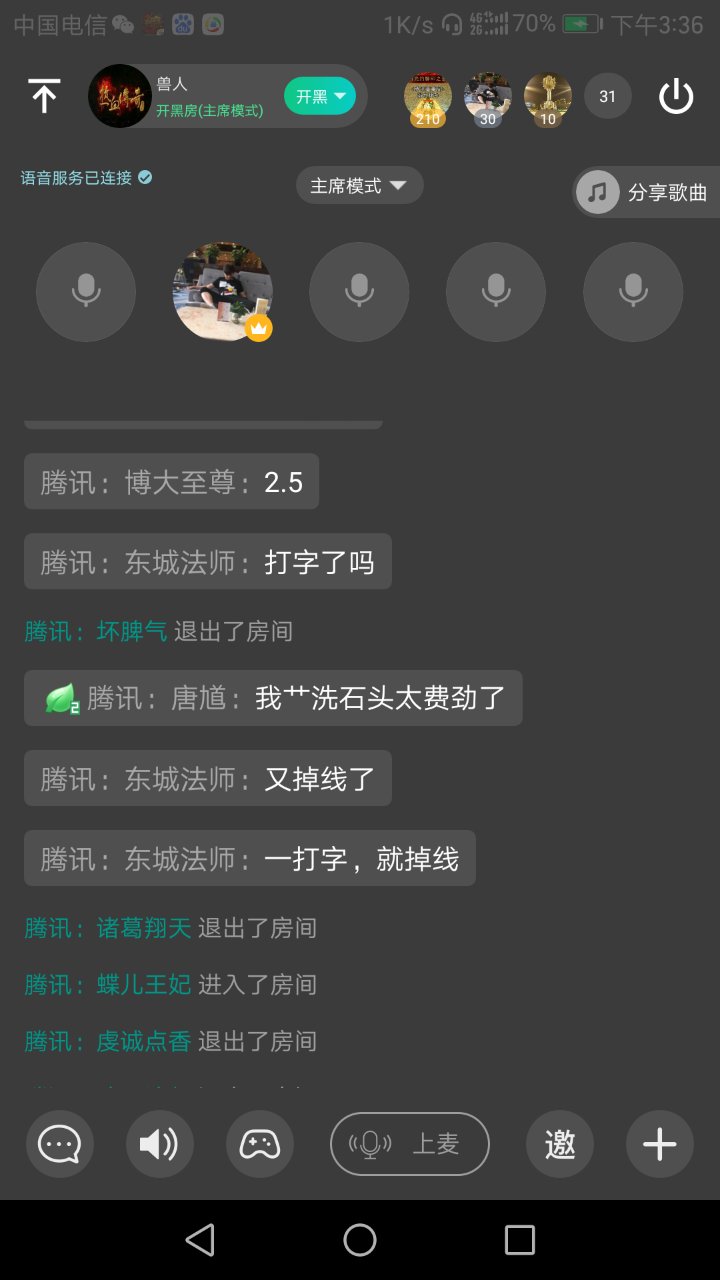 中国电信 1K/s 4G 2G 70% 下午3:36
热血传奇
兽人
开黑房(主席模式)
开黑
210
30
10
31
语音服务已连接
主席模式
分享歌曲
腾讯：博大至尊：2.5
腾讯：东城法师：打字了吗
腾讯：坏脾气 退出了房间
2 腾讯：唐馗：我艹洗石头太费劲了
腾讯：东城法师：又掉线了
腾讯：东城法师：一打字，就掉线
腾讯：诸葛翔天 退出了房间
腾讯：蝶儿王妃 进入了房间
腾讯：虔诚点香 退出了房间
上麦
邀